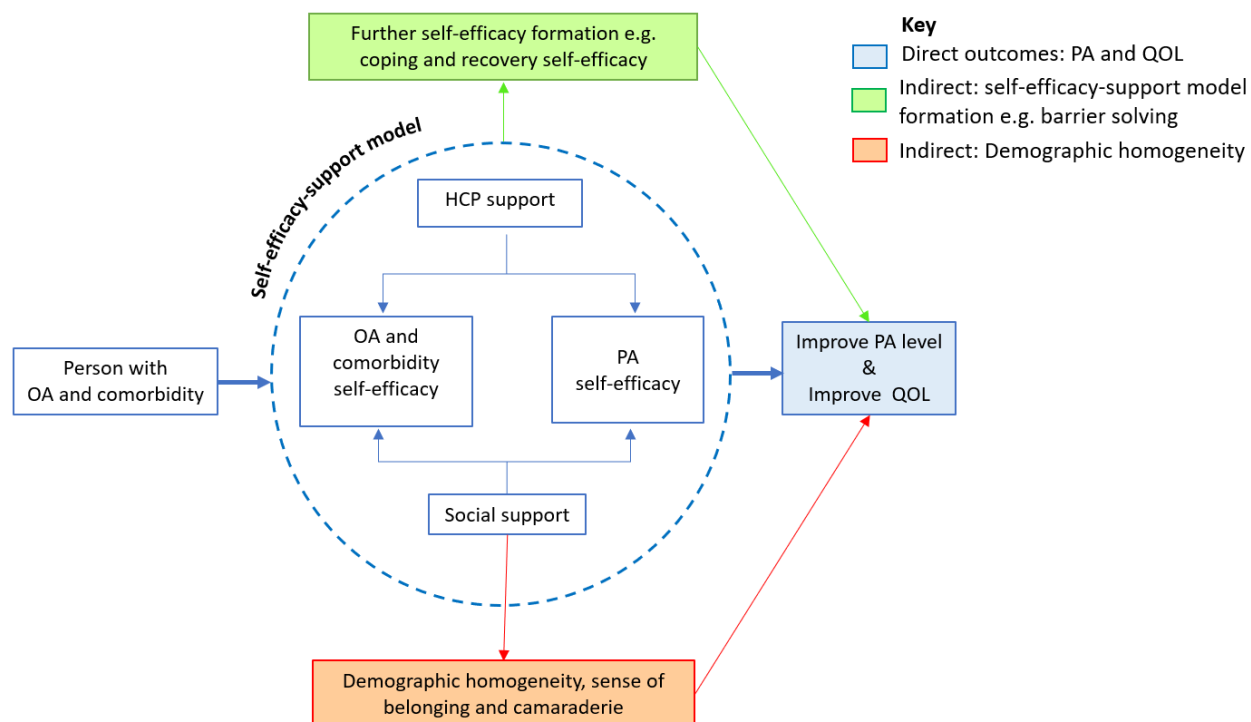 Further self-efficacy formation e.g.
coping and recovery self-efficacy
Key
Direct outcomes: PA and QOL
Indirect: self-efficacy-support model
formation e.g. barrier solving
Indirect: Demographic homogeneity
Self-efficacy-support model
HCP support
Person with
OA and comorbidity
OA and
comorbidity
self-efficacy
PA
self-efficacy
Improve PA level
&
Improve QOL
Social support
Demographic homogeneity, sense of
belonging and camaraderie